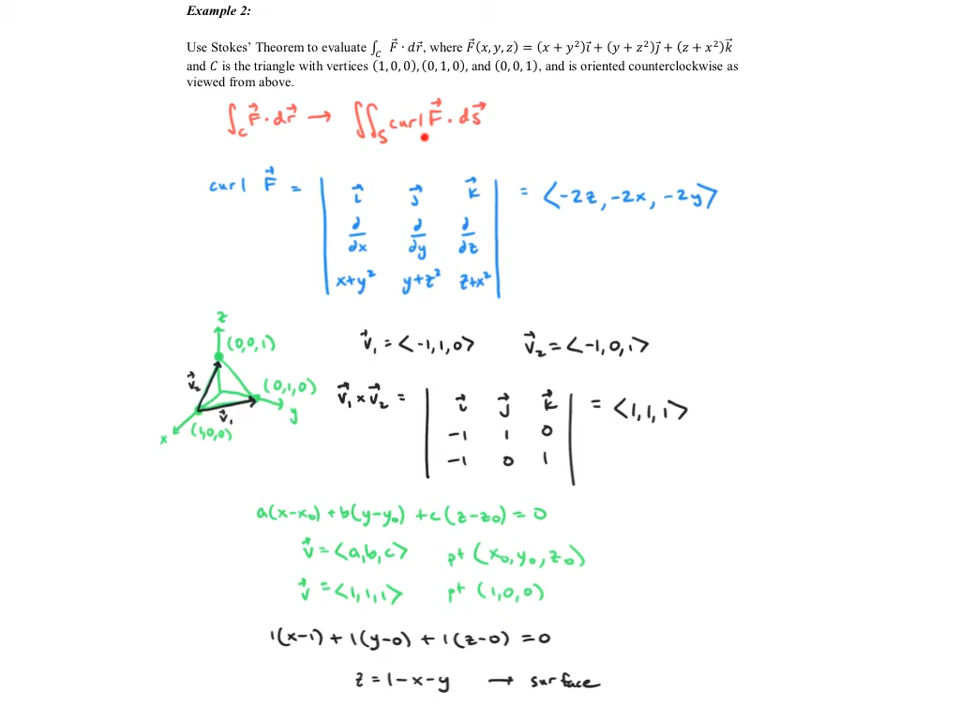 Example 2:
Use Stokes' Theorem to evaluate ∫_C F⃗ · dr⃗, where F⃗(x, y, z) = (x + y²)i⃗ + (y + z²)j⃗ + (z + x²)k⃗
and C is the triangle with vertices (1, 0, 0), (0, 1, 0), and (0, 0, 1), and is oriented counterclockwise as
viewed from above.
∫_C F⃗ · dr⃗ → ∬_S curl F⃗ · dS⃗
curl F⃗ = | i⃗ j⃗ k⃗ | = <-2z, -2x, -2y>
∂/∂x ∂/∂y ∂/∂z
x+y² y+z² z+x²
z
(0,0,1)
v⃗₁ = <-1,1,0> v⃗₂ = <-1,0,1>
v⃗₂
(0,1,0)
y
v⃗₁
x
(1,0,0)
v⃗₁ × v⃗₂ = | i⃗ j⃗ k⃗ | = <1,1,1>
-1 1 0
-1 0 1
a(x-x₀) + b(y-y₀) + c(z-z₀) = 0
v⃗ = <a,b,c> pt (x₀,y₀,z₀)
v⃗ = <1,1,1> pt (1,0,0)
1(x-1) + 1(y-0) + 1(z-0) = 0
z = 1-x-y → surface